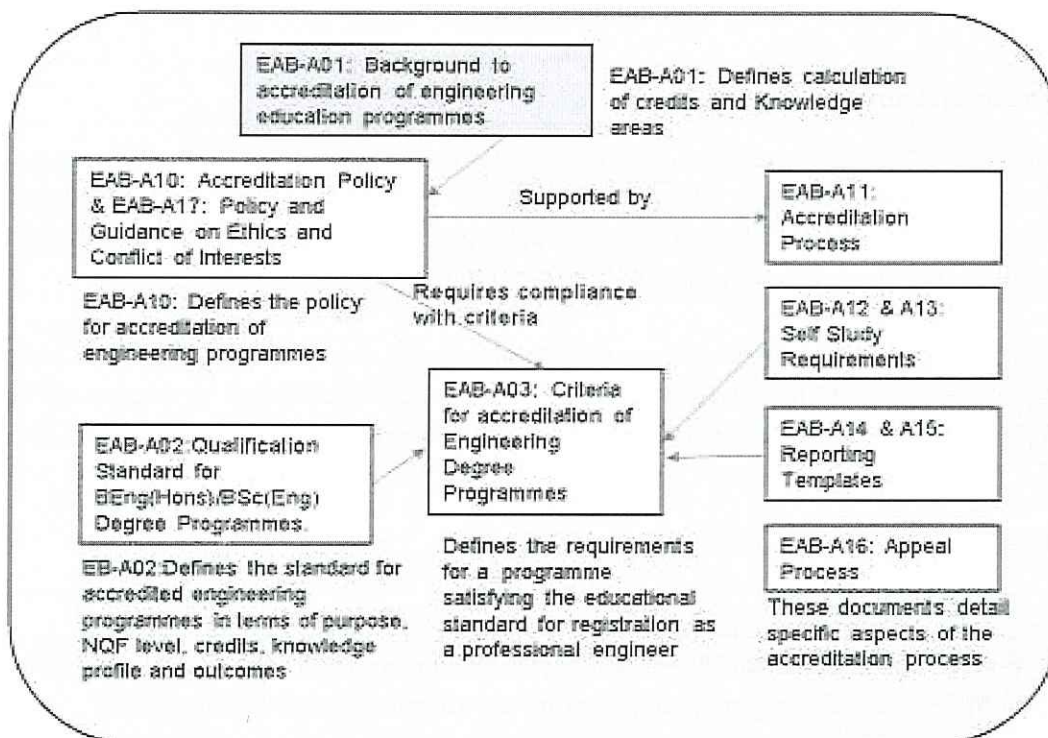 EAB-A01: Background to
accreditation of engineering
education programmes.
EAB-A01: Defines calculation
of credits and Knowledge
areas
EAB-A10: Accreditation Policy
& EAB-A17: Policy and
Guidance on Ethics and
Conflict of Interests
Supported by
EAB-A11:
Accreditation
Process
EAB-A10: Defines the policy
for accreditation of
engineering programmes
Requires compliance
with criteria
EAB-A12 & A13:
Self Study
Requirements
EAB-A03: Criteria
for accreditation of
Engineering
Degree
Programmes
EAB-A02:Qualification
Standard for
BEng(Hons)/BSc(Eng)
Degree Programmes.
EAB-A14 & A15:
Reporting
Templates
EB-A02:Defines the standard for
accredited engineering
programmes in terms of purpose,
NQF level, credits, knowledge
profile and outcomes
Defines the requirements
for a programme
satisfying the educational
standard for registration as
a professional engineer
EAB-A16: Appeal
Process
These documents detail
specific aspects of the
accreditation process